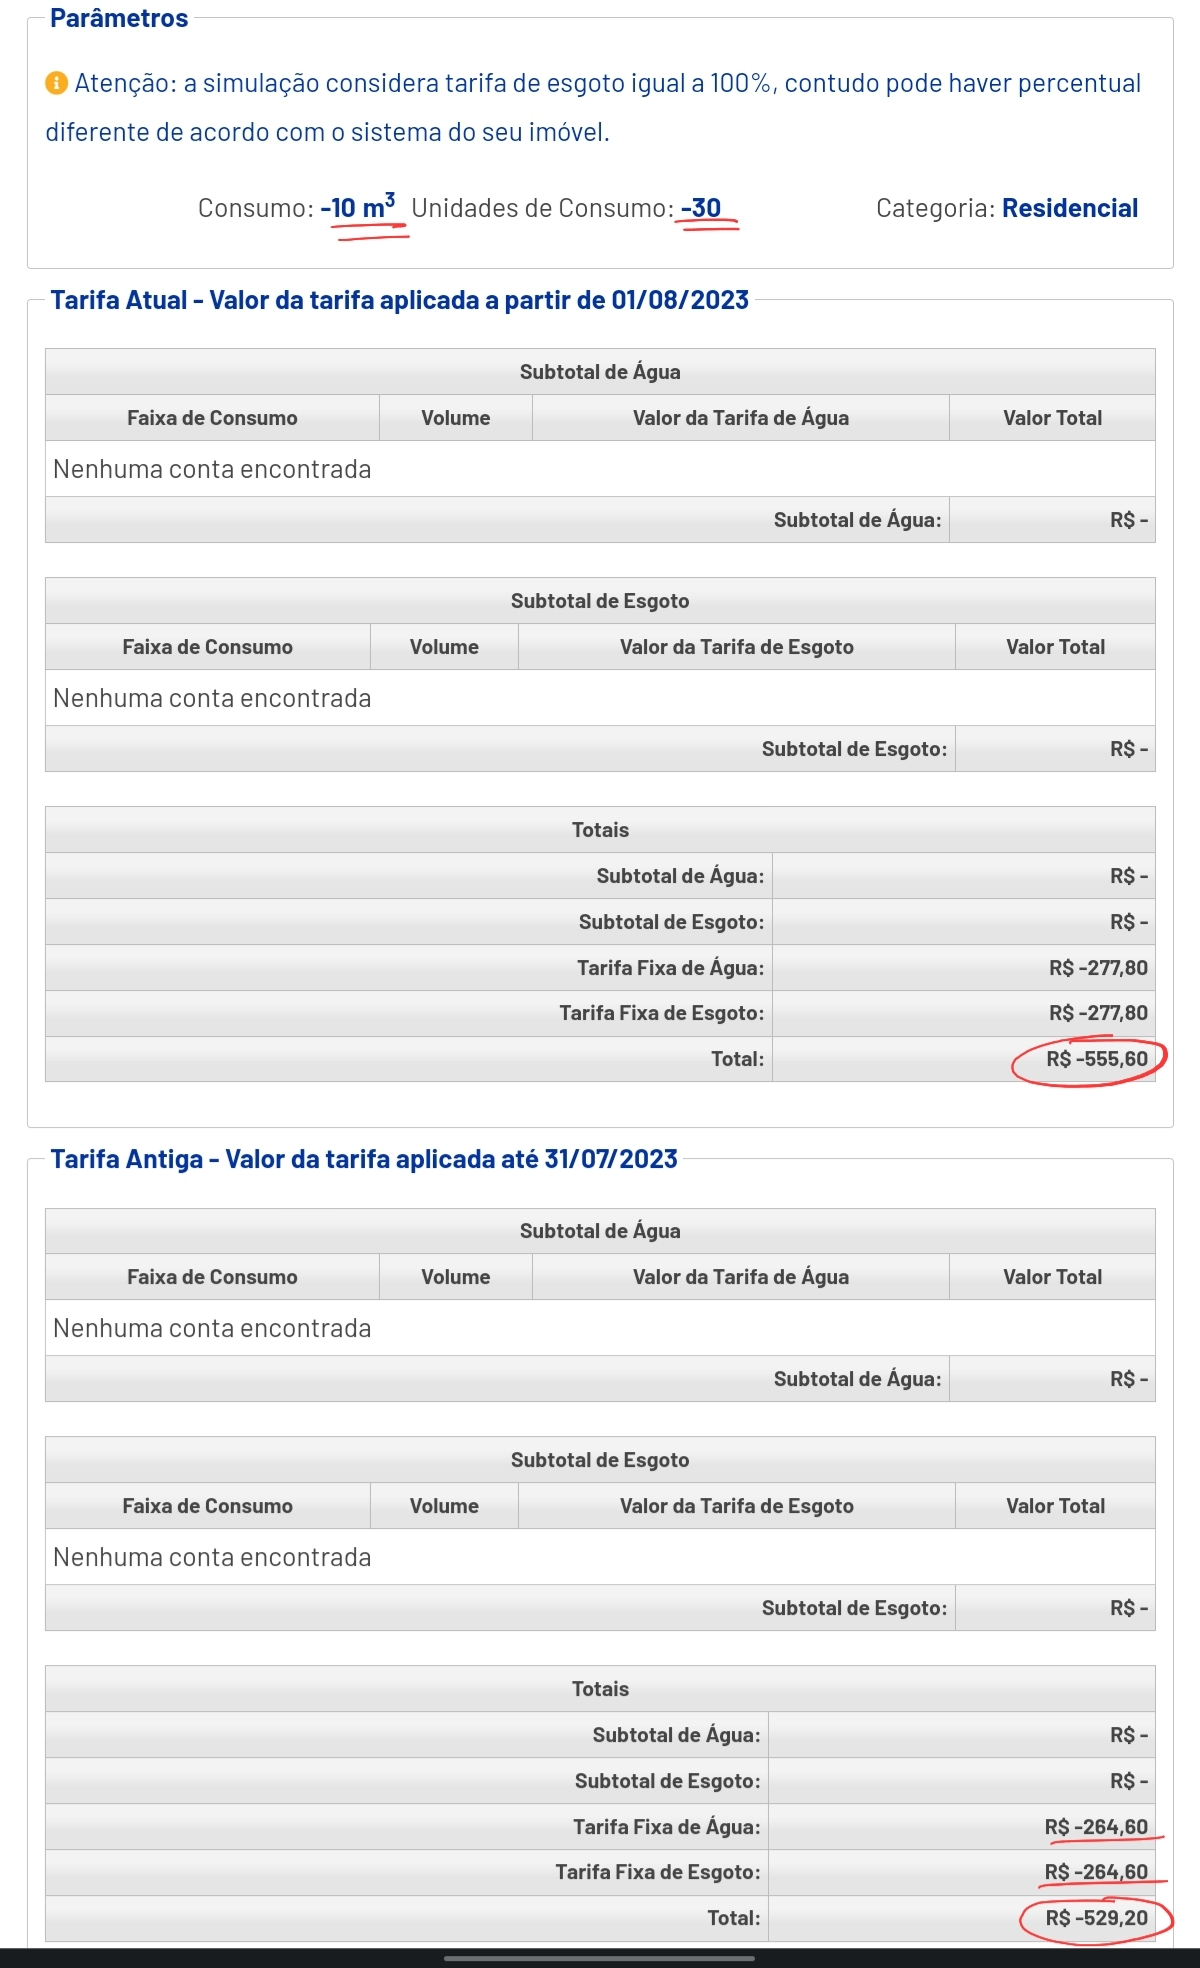 Parâmetros
Atenção: a simulação considera tarifa de esgoto igual a 100%, contudo pode haver percentual
diferente de acordo com o sistema do seu imóvel.
Consumo: -10 m³ Unidades de Consumo: -30 Categoria: Residencial
Tarifa Atual - Valor da tarifa aplicada a partir de 01/08/2023
Subtotal de Água
Faixa de Consumo Volume Valor da Tarifa de Água Valor Total
Nenhuma conta encontrada
Subtotal de Água: R$ -
Subtotal de Esgoto
Faixa de Consumo Volume Valor da Tarifa de Esgoto Valor Total
Nenhuma conta encontrada
Subtotal de Esgoto: R$ -
Totais
Subtotal de Água: R$ -
Subtotal de Esgoto: R$ -
Tarifa Fixa de Água: R$ -277,80
Tarifa Fixa de Esgoto: R$ -277,80
Total: R$ -555,60
Tarifa Antiga - Valor da tarifa aplicada até 31/07/2023
Subtotal de Água
Faixa de Consumo Volume Valor da Tarifa de Água Valor Total
Nenhuma conta encontrada
Subtotal de Água: R$ -
Subtotal de Esgoto
Faixa de Consumo Volume Valor da Tarifa de Esgoto Valor Total
Nenhuma conta encontrada
Subtotal de Esgoto: R$ -
Totais
Subtotal de Água: R$ -
Subtotal de Esgoto: R$ -
Tarifa Fixa de Água: R$ -264,60
Tarifa Fixa de Esgoto: R$ -264,60
Total: R$ -529,20